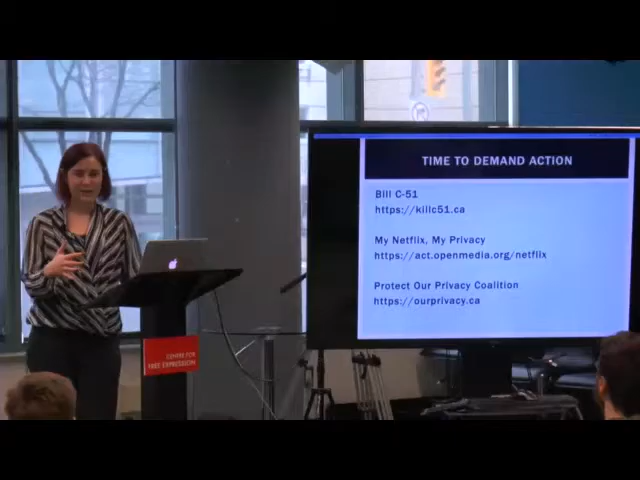 TIME TO DEMAND ACTION
Bill C-51
https://killc51.ca
My Netflix, My Privacy
https://act.openmedia.org/netflix
Protect Our Privacy Coalition
https://ourprivacy.ca
CENTRE FOR
FREE EXPRESSION